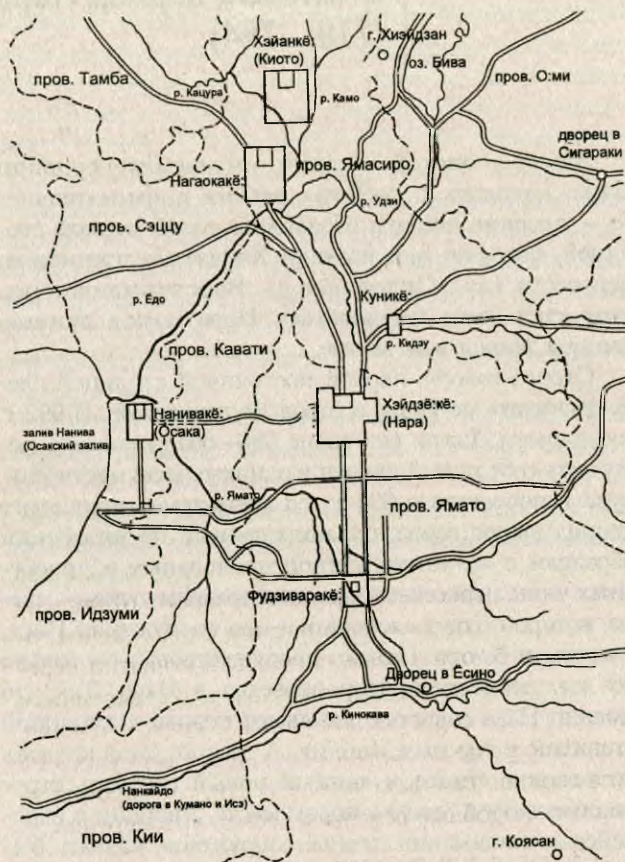 Хэйанкё:
(Киото)
г. Хиэйдзан
оз. Бива
пров. Тамба
р. Кацура
р. Камо
пров. О:ми
дворец в
Сигараки
пров. Ямасиро
Нагаокакё:
р. Удзи
пров. Сэццу
р. Ёдо
Куникё:
р. Кидзу
пров. Кавати
Нанивакё:
(Осака)
залив Нанива
(Осакский залив)
Хэйдзё:кё:
(Нара)
р. Ямато
пров. Ямато
Фудзиваракё:
пров. Идзуми
Дворец в Ёсино
р. Кинокава
Нанкайдо
(дорога в Кумано и Исэ)
пров. Кии
г. Коясан